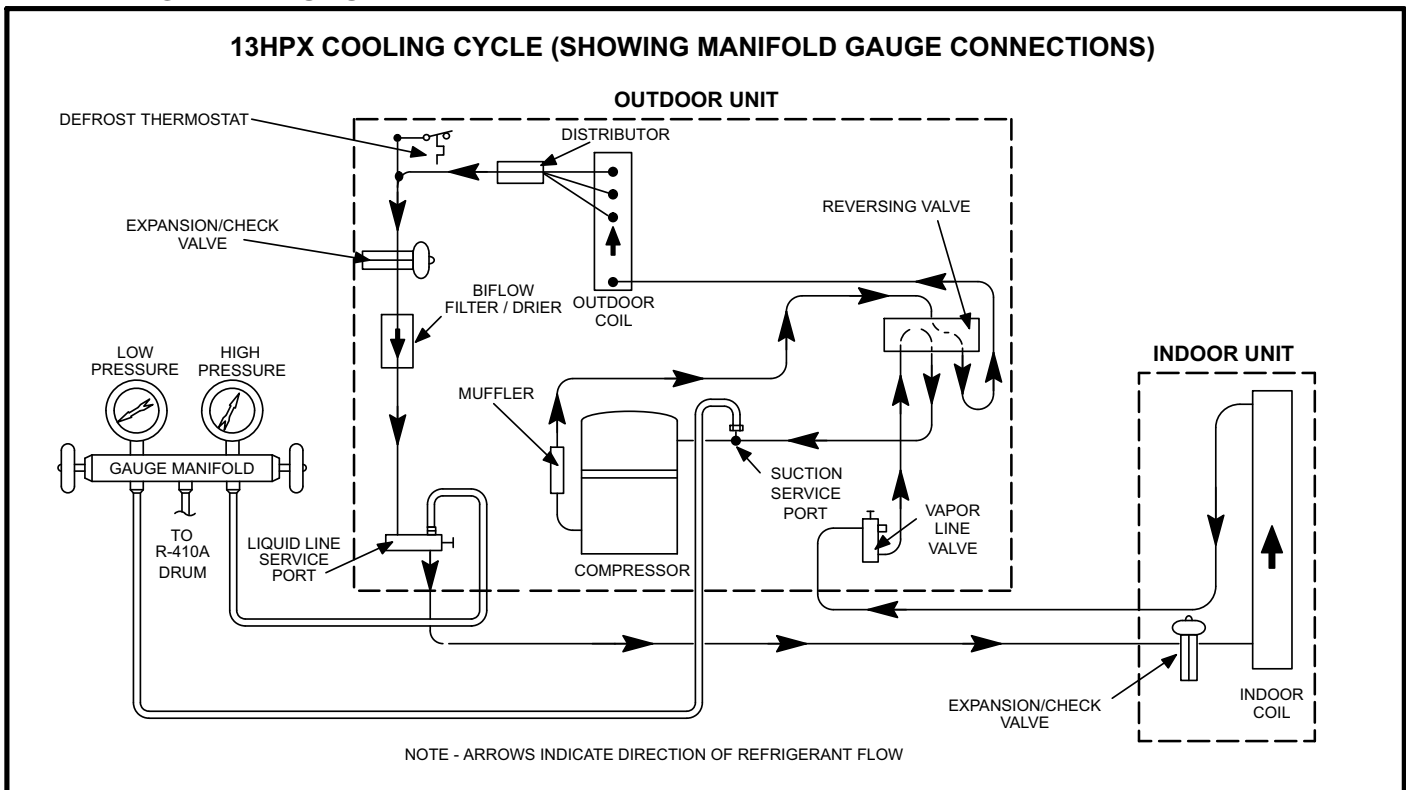 13HPX COOLING CYCLE (SHOWING MANIFOLD GAUGE CONNECTIONS)
OUTDOOR UNIT
DEFROST THERMOSTAT
DISTRIBUTOR
EXPANSION/CHECK
VALVE
REVERSING VALVE
BIFLOW
FILTER / DRIER
OUTDOOR
COIL
LOW
PRESSURE
HIGH
PRESSURE
INDOOR UNIT
MUFFLER
GAUGE MANIFOLD
SUCTION
SERVICE
PORT
VAPOR
LINE
VALVE
TO
R-410A
DRUM
LIQUID LINE
SERVICE
PORT
COMPRESSOR
EXPANSION/CHECK
VALVE
INDOOR
COIL
NOTE - ARROWS INDICATE DIRECTION OF REFRIGERANT FLOW